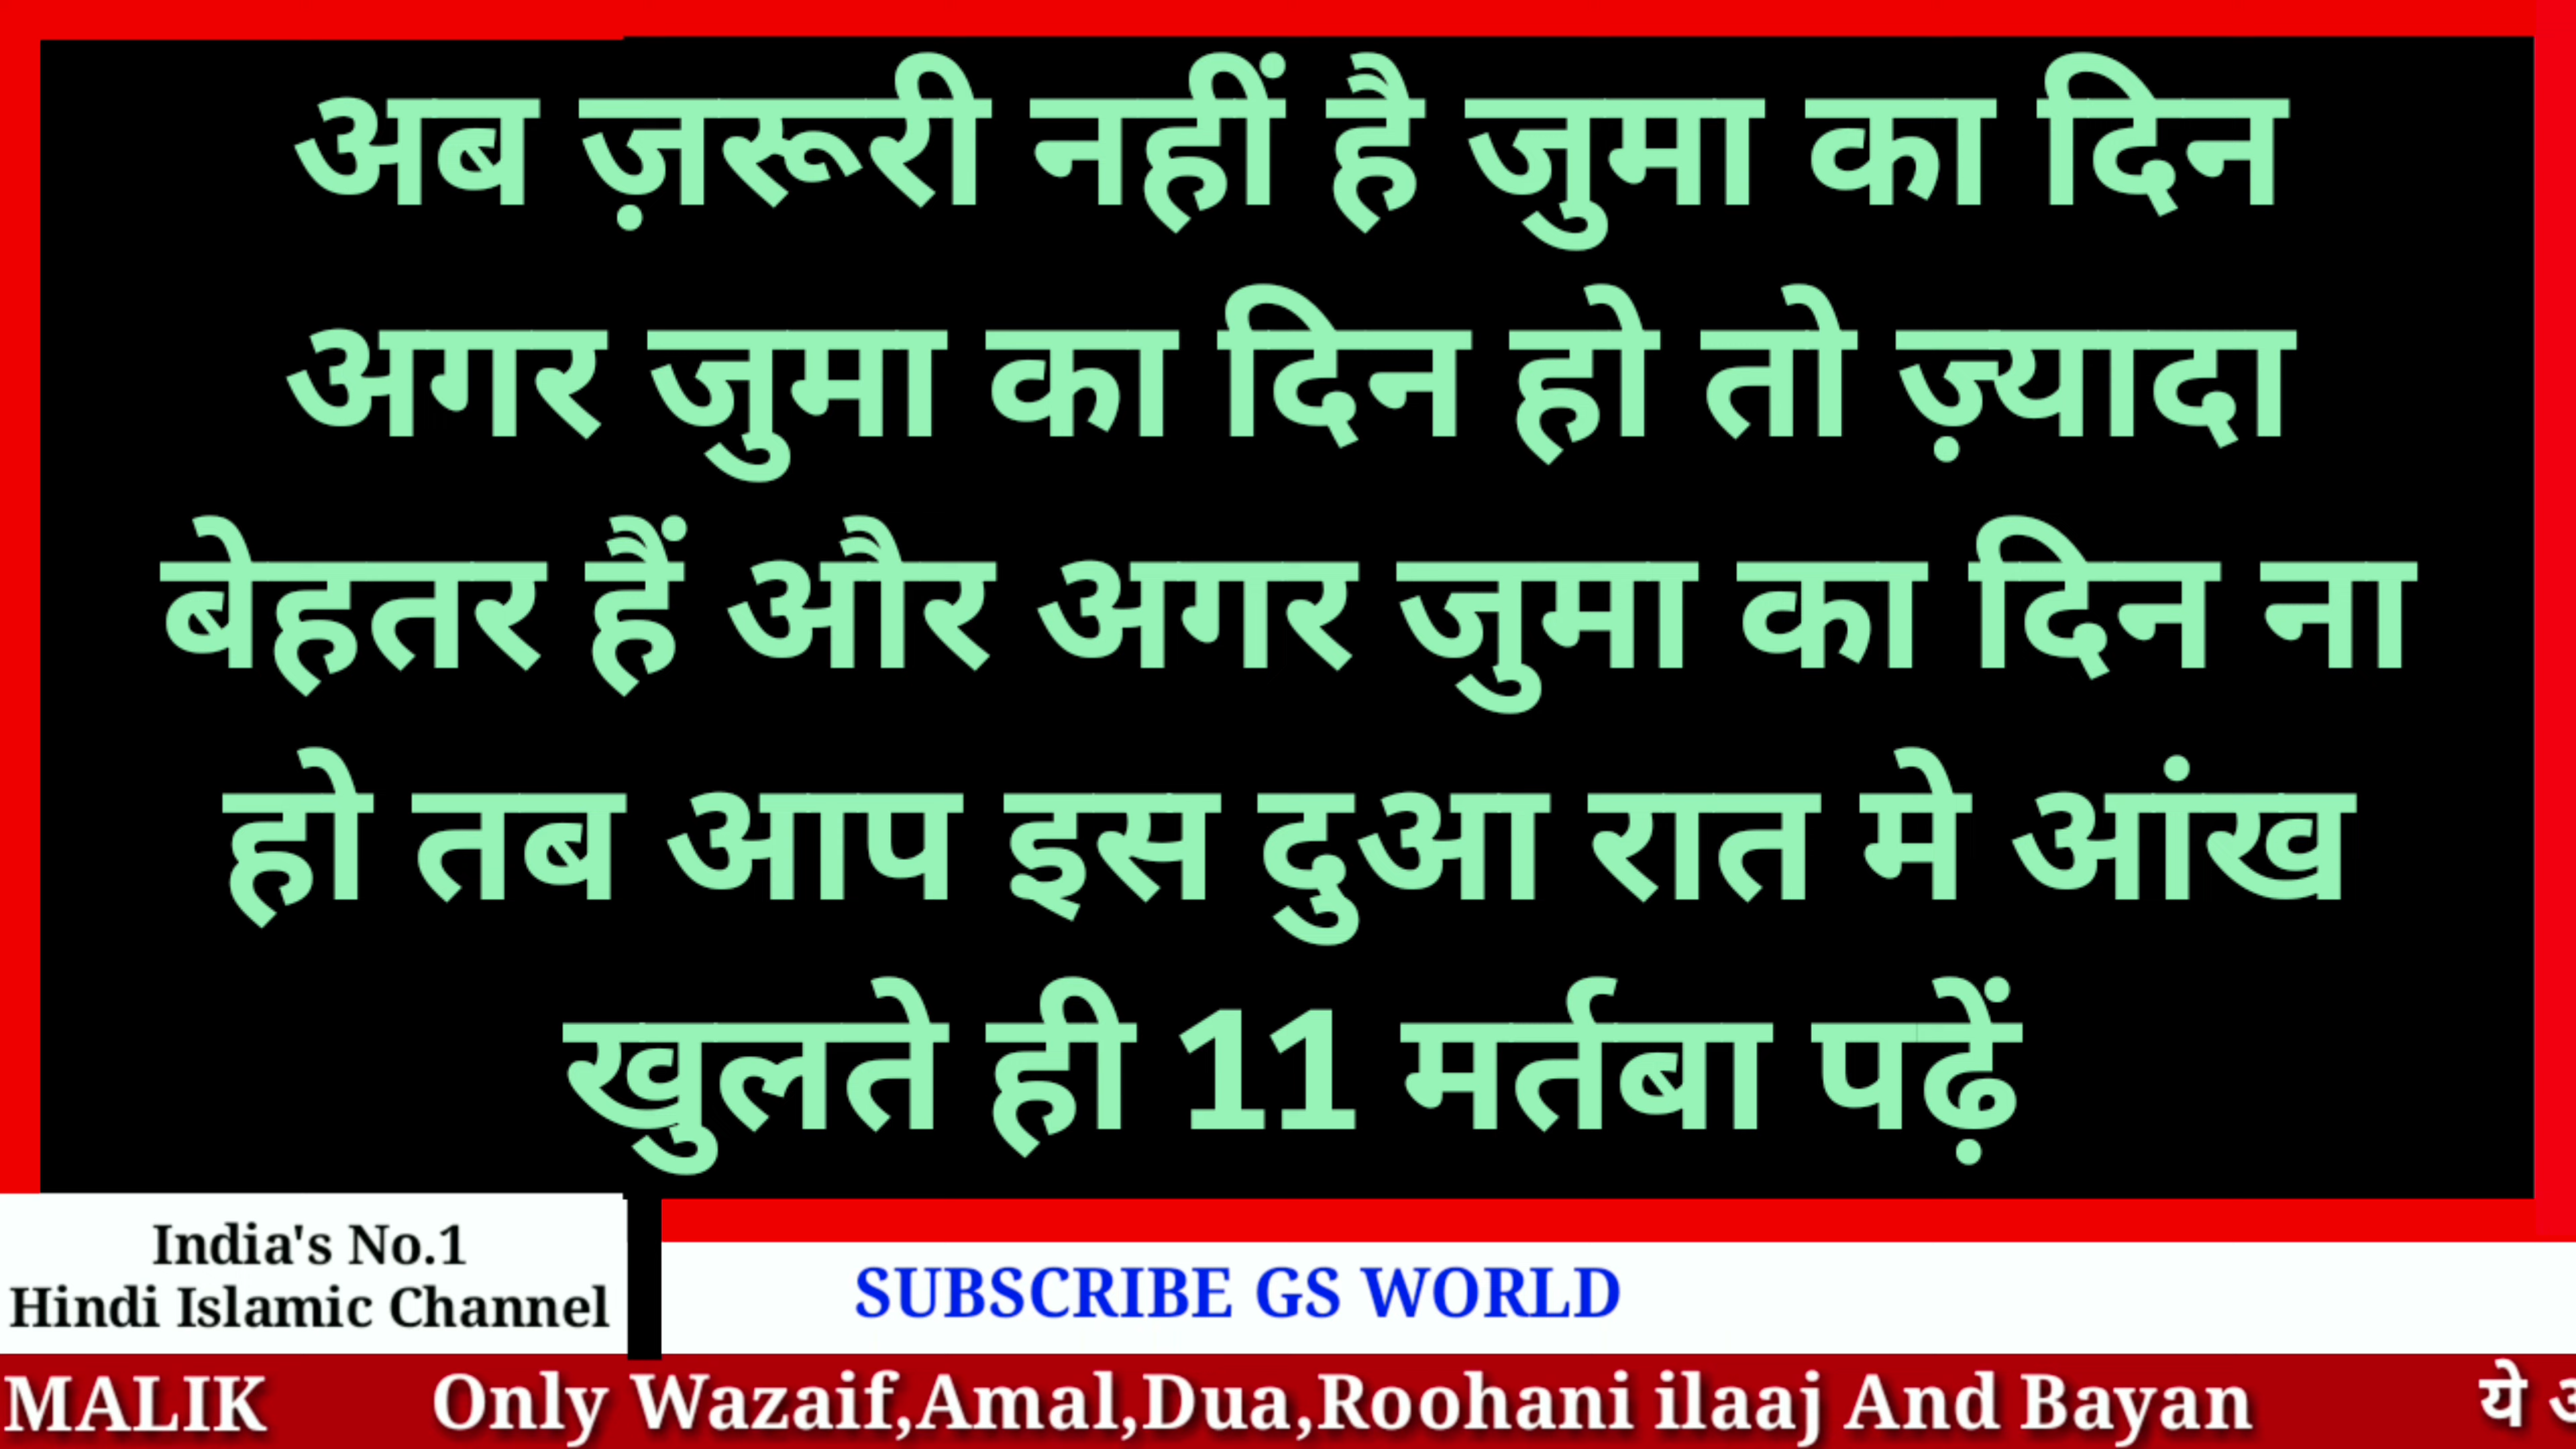 अब ज़रूरी नहीं है जुमा का दिन
अगर जुमा का दिन हो तो ज़्यादा
बेहतर हैं और अगर जुमा का दिन ना
हो तब आप इस दुआ रात मे आंख
खुलते ही 11 मर्तबा पढ़ें
India's No.1
Hindi Islamic Channel
SUBSCRIBE GS WORLD
MALIK Only Wazaif,Amal,Dua,Roohani ilaaj And Bayan ये